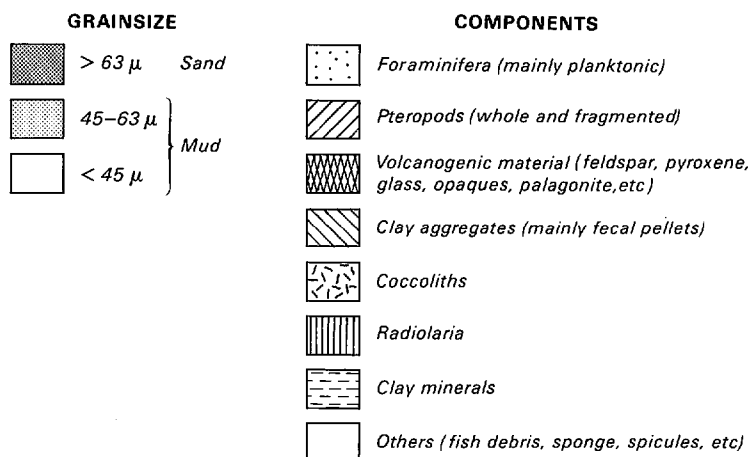 GRAINSIZE
> 63 μ Sand
45–63 μ
Mud
< 45 μ
COMPONENTS
Foraminifera (mainly planktonic)
Pteropods (whole and fragmented)
Volcanogenic material (feldspar, pyroxene,
glass, opaques, palagonite,etc)
Clay aggregates (mainly fecal pellets)
Coccoliths
Radiolaria
Clay minerals
Others (fish debris, sponge, spicules, etc)